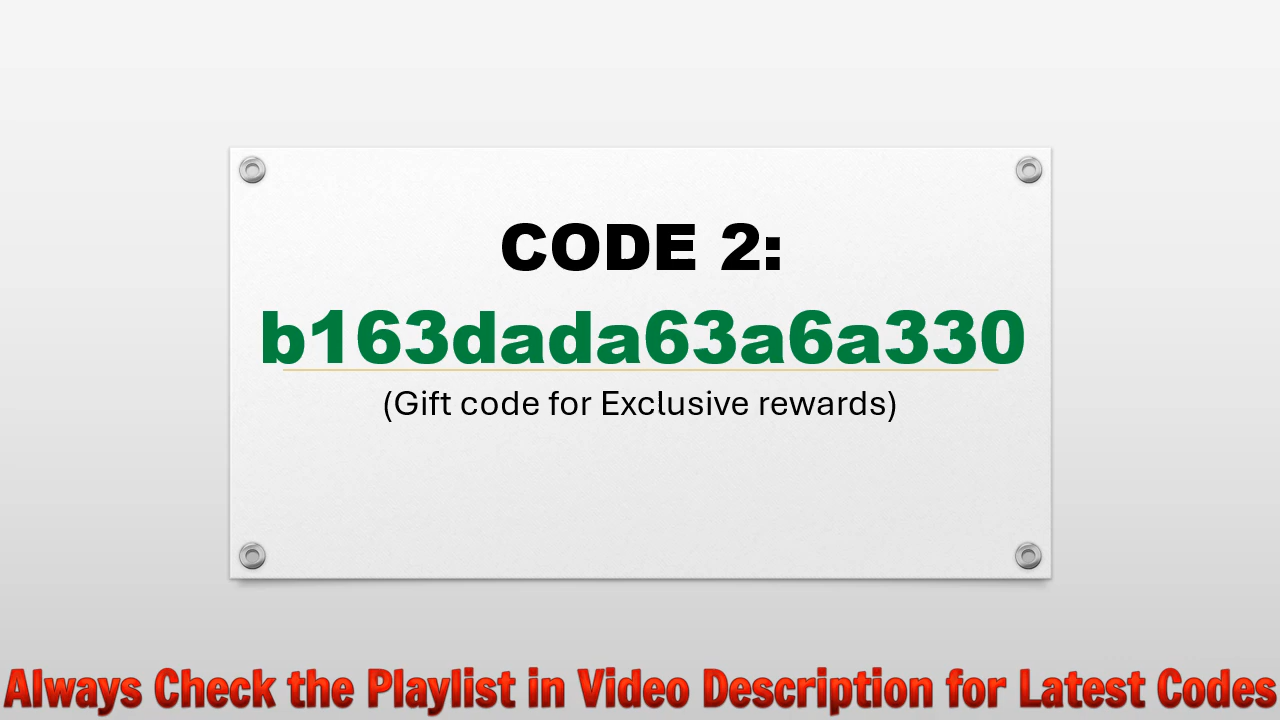 CODE 2:
b163dada63a6a330
(Gift code for Exclusive rewards)
Always Check the Playlist in Video Description for Latest Codes